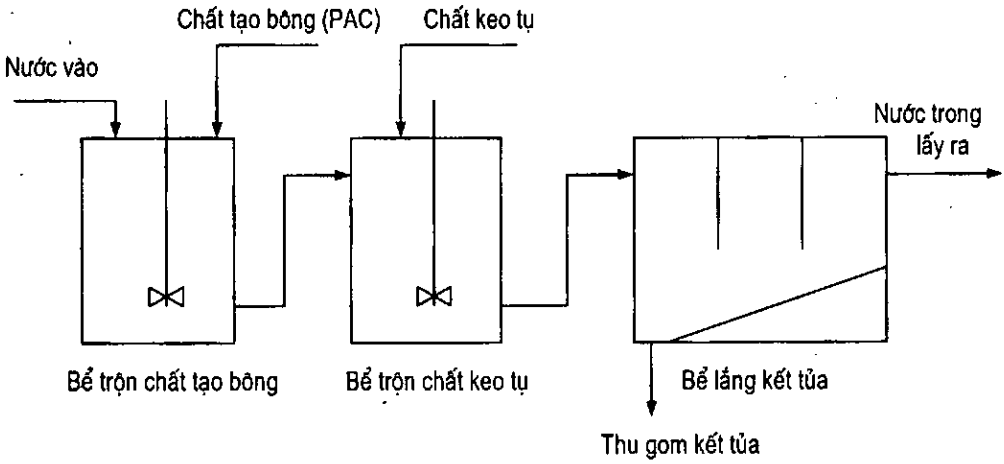 Chất tạo bông (PAC)
Chất keo tụ
Nước vào
Nước trong
lấy ra
Bể trộn chất tạo bông
Bể trộn chất keo tụ
Bể lắng kết tủa
Thu gom kết tủa